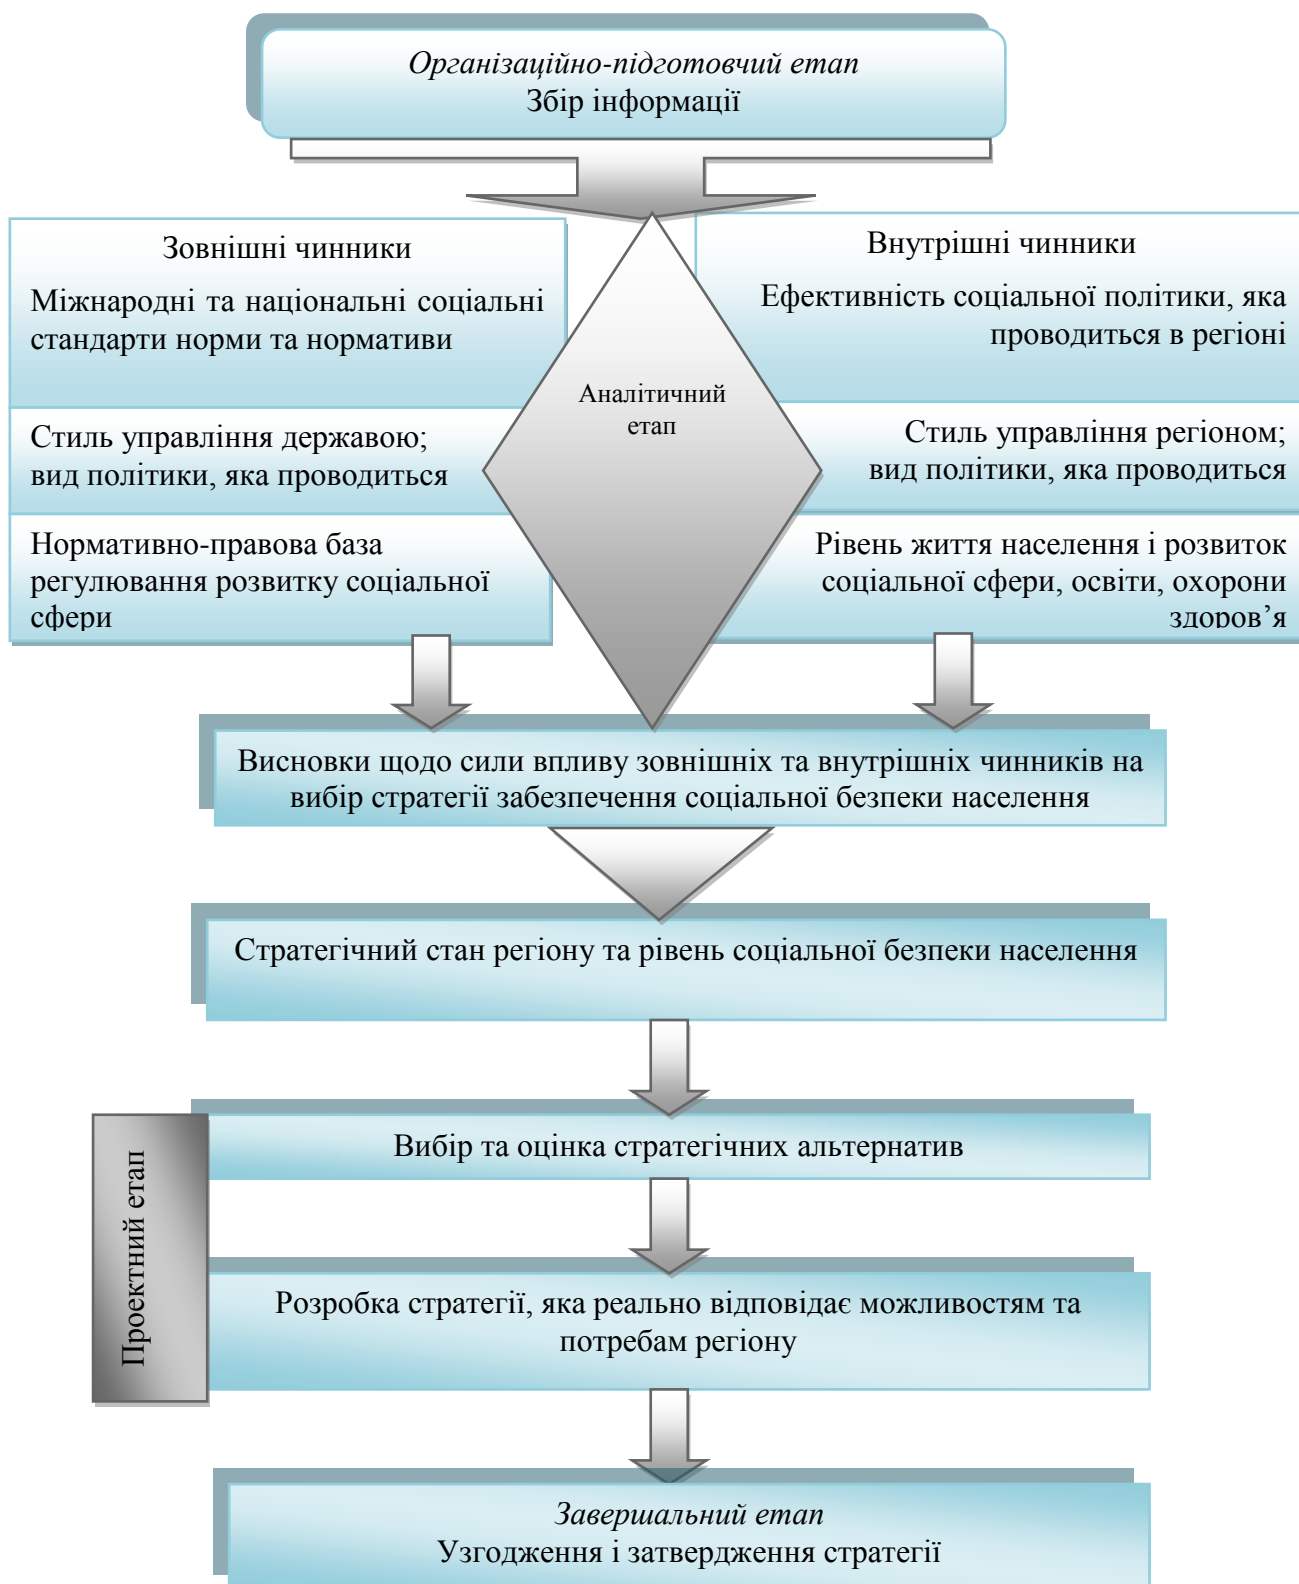 Організаційно-підготовчий етап
Збір інформації
Зовнішні чинники
Міжнародні та національні соціальні
стандарти норми та нормативи
Стиль управління державою;
вид політики, яка проводиться
Нормативно-правова база
регулювання розвитку соціальної
сфери
Аналітичний
етап
Внутрішні чинники
Ефективність соціальної політики, яка
проводиться в регіоні
Стиль управління регіоном;
вид політики, яка проводиться
Рівень життя населення і розвиток
соціальної сфери, освіти, охорони
здоров’я
Висновки щодо сили впливу зовнішніх та внутрішніх чинників на
вибір стратегії забезпечення соціальної безпеки населення
Стратегічний стан регіону та рівень соціальної безпеки населення
Проектний етап
Вибір та оцінка стратегічних альтернатив
Розробка стратегії, яка реально відповідає можливостям та
потребам регіону
Завершальний етап
Узгодження і затвердження стратегії